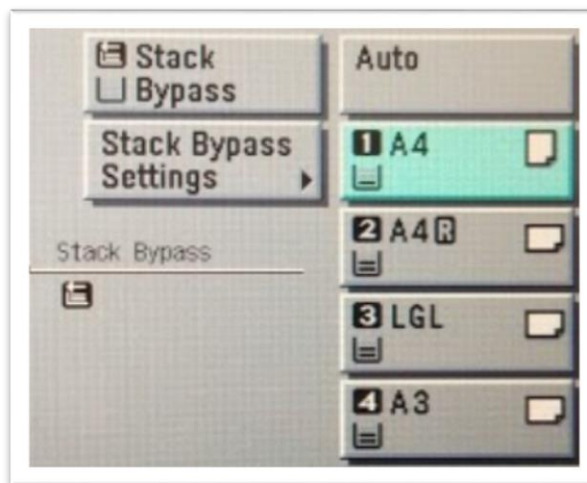 Stack
Bypass
Stack Bypass
Settings
Stack Bypass
Auto
1 A4
2 A4R
3 LGL
4 A3